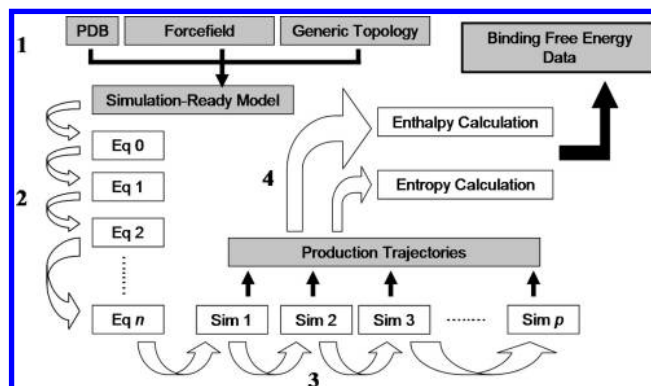 1
PDB
Forcefield
Generic Topology
Binding Free Energy
Data
Simulation-Ready Model
Enthalpy Calculation
Eq 0
2
Eq 1
4
Entropy Calculation
Eq 2
Production Trajectories
Eq n
Sim 1
Sim 2
Sim 3
Sim p
3